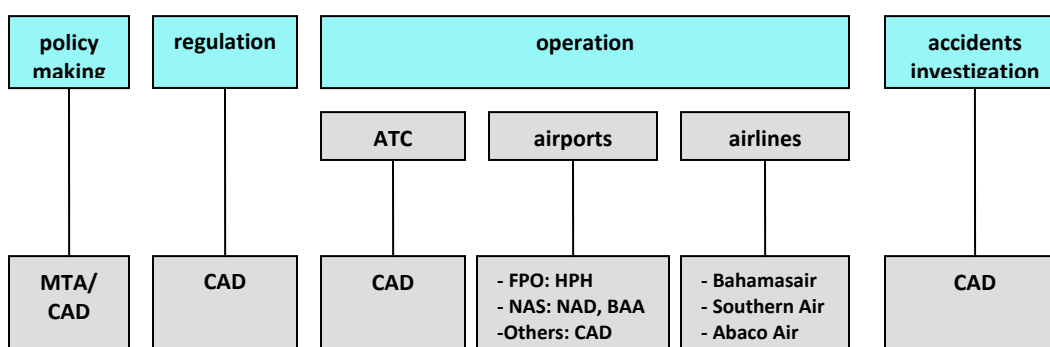 policy
making
regulation
operation
accidents
investigation
ATC
airports
airlines
MTA/
CAD
CAD
CAD
- FPO: HPH
- NAS: NAD, BAA
-Others: CAD
- Bahamasair
- Southern Air
- Abaco Air
CAD